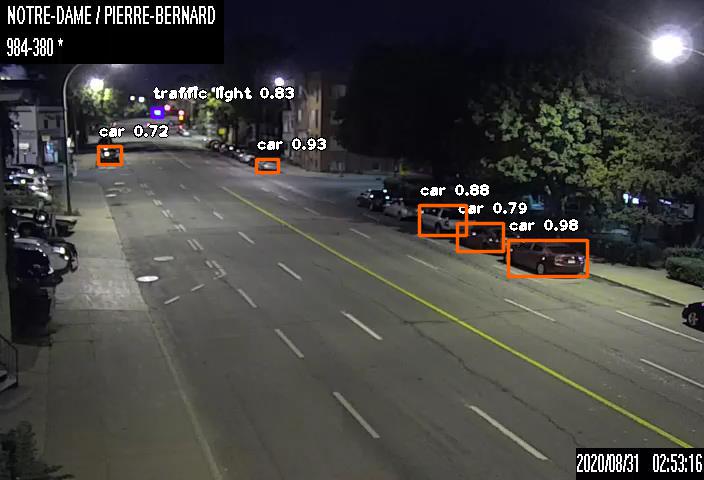 NOTRE-DAME / PIERRE-BERNARD
984-380 *
traffic light 0.83
car 0.72
car 0.93
car 0.88
car 0.79
car 0.98
2020/08/31 02:53:16